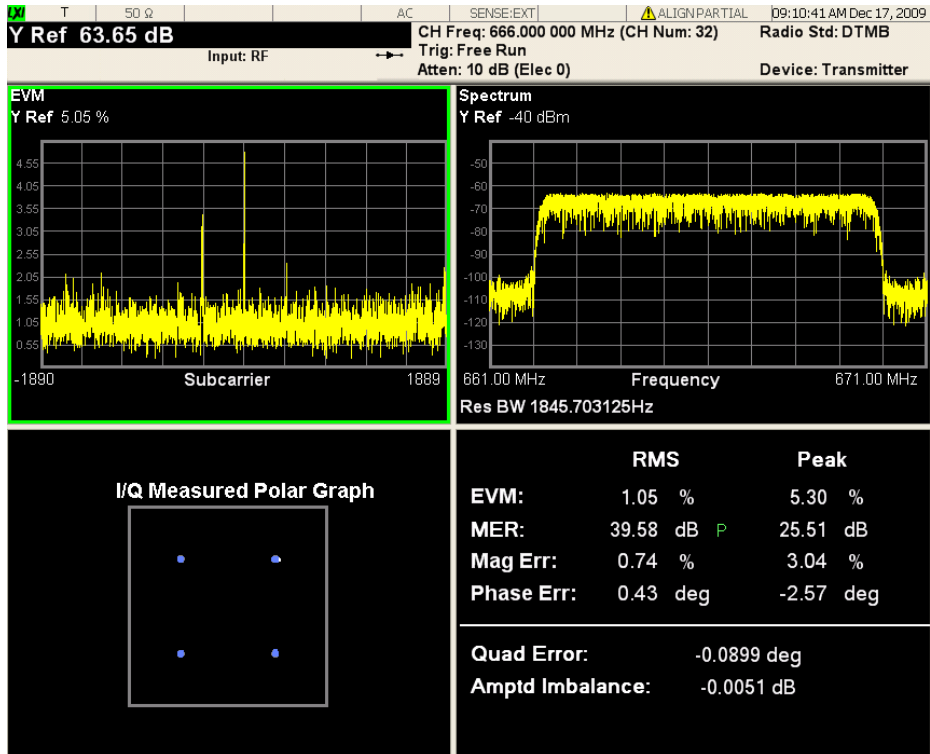 LXI T 50 Ω AC SENSE:EXT ALIGN PARTIAL 09:10:41 AM Dec 17, 2009
Y Ref 63.65 dB
Input: RF
CH Freq: 666.000 000 MHz (CH Num: 32)
Trig: Free Run
Atten: 10 dB (Elec 0)
Radio Std: DTMB
Device: Transmitter
EVM
Y Ref 5.05 %
4.55
4.05
3.55
3.05
2.55
2.05
1.55
1.05
0.55
-1890 Subcarrier 1889
Spectrum
Y Ref -40 dBm
-50
-60
-70
-80
-90
-100
-110
-120
-130
661.00 MHz Frequency 671.00 MHz
Res BW 1845.703125Hz
I/Q Measured Polar Graph
RMS Peak
EVM: 1.05 % 5.30 %
MER: 39.58 dB P 25.51 dB
Mag Err: 0.74 % 3.04 %
Phase Err: 0.43 deg -2.57 deg
Quad Error: -0.0899 deg
Amptd Imbalance: -0.0051 dB